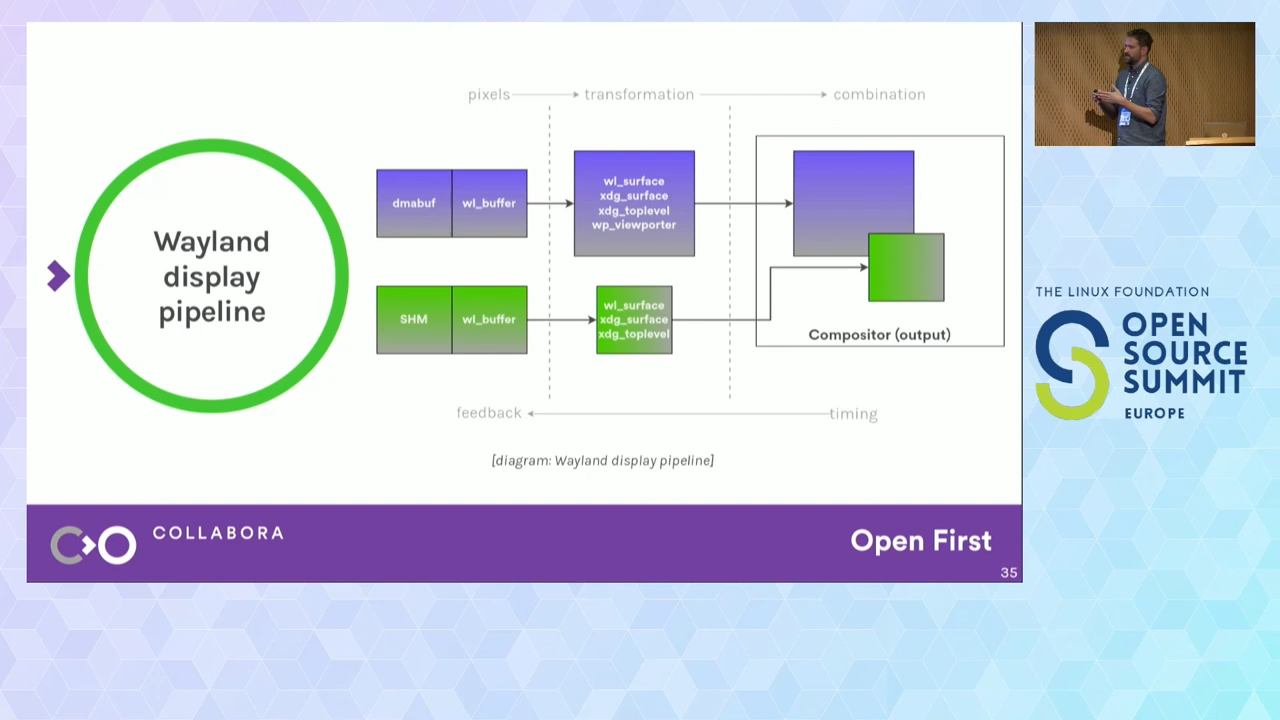 Wayland
display
pipeline
pixels
transformation
combination
dmabuf
wl_buffer
wl_surface
xdg_surface
xdg_toplevel
wp_viewporter
SHM
wl_buffer
wl_surface
xdg_surface
xdg_toplevel
Compositor (output)
feedback
timing
[diagram: Wayland display pipeline]
COLLABORA
Open First
35
THE LINUX FOUNDATION
OPEN
SOURCE
SUMMIT
EUROPE